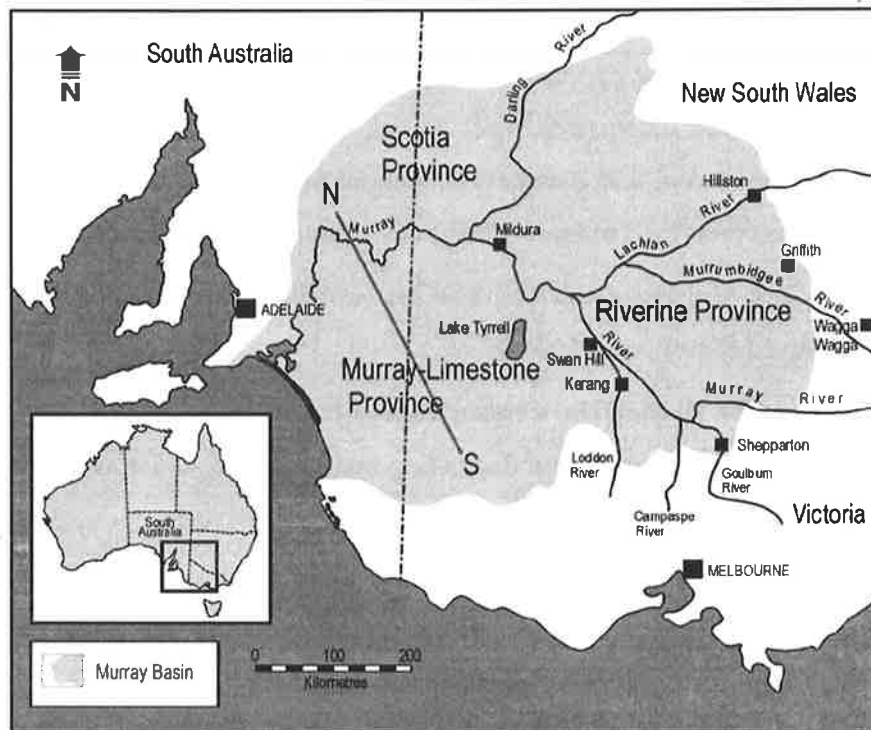 South Australia
N
New South Wales
Darling
River
Scotia
Province
N
Murray
Mildura
Hillston
Lachlan
River
Griffith
Murrumbidgee
River
Riverine Province
ADELAIDE
Lake Tyrrell
Wagga
Wagga
Swan Hill
River
Kerang
Murray-Limestone
Province
Murray
River
S
Shepparton
Loddon
River
Goulburn
River
Campaspe
River
Victoria
South
Australia
MELBOURNE
Murray Basin
0
100
200
Kilometres